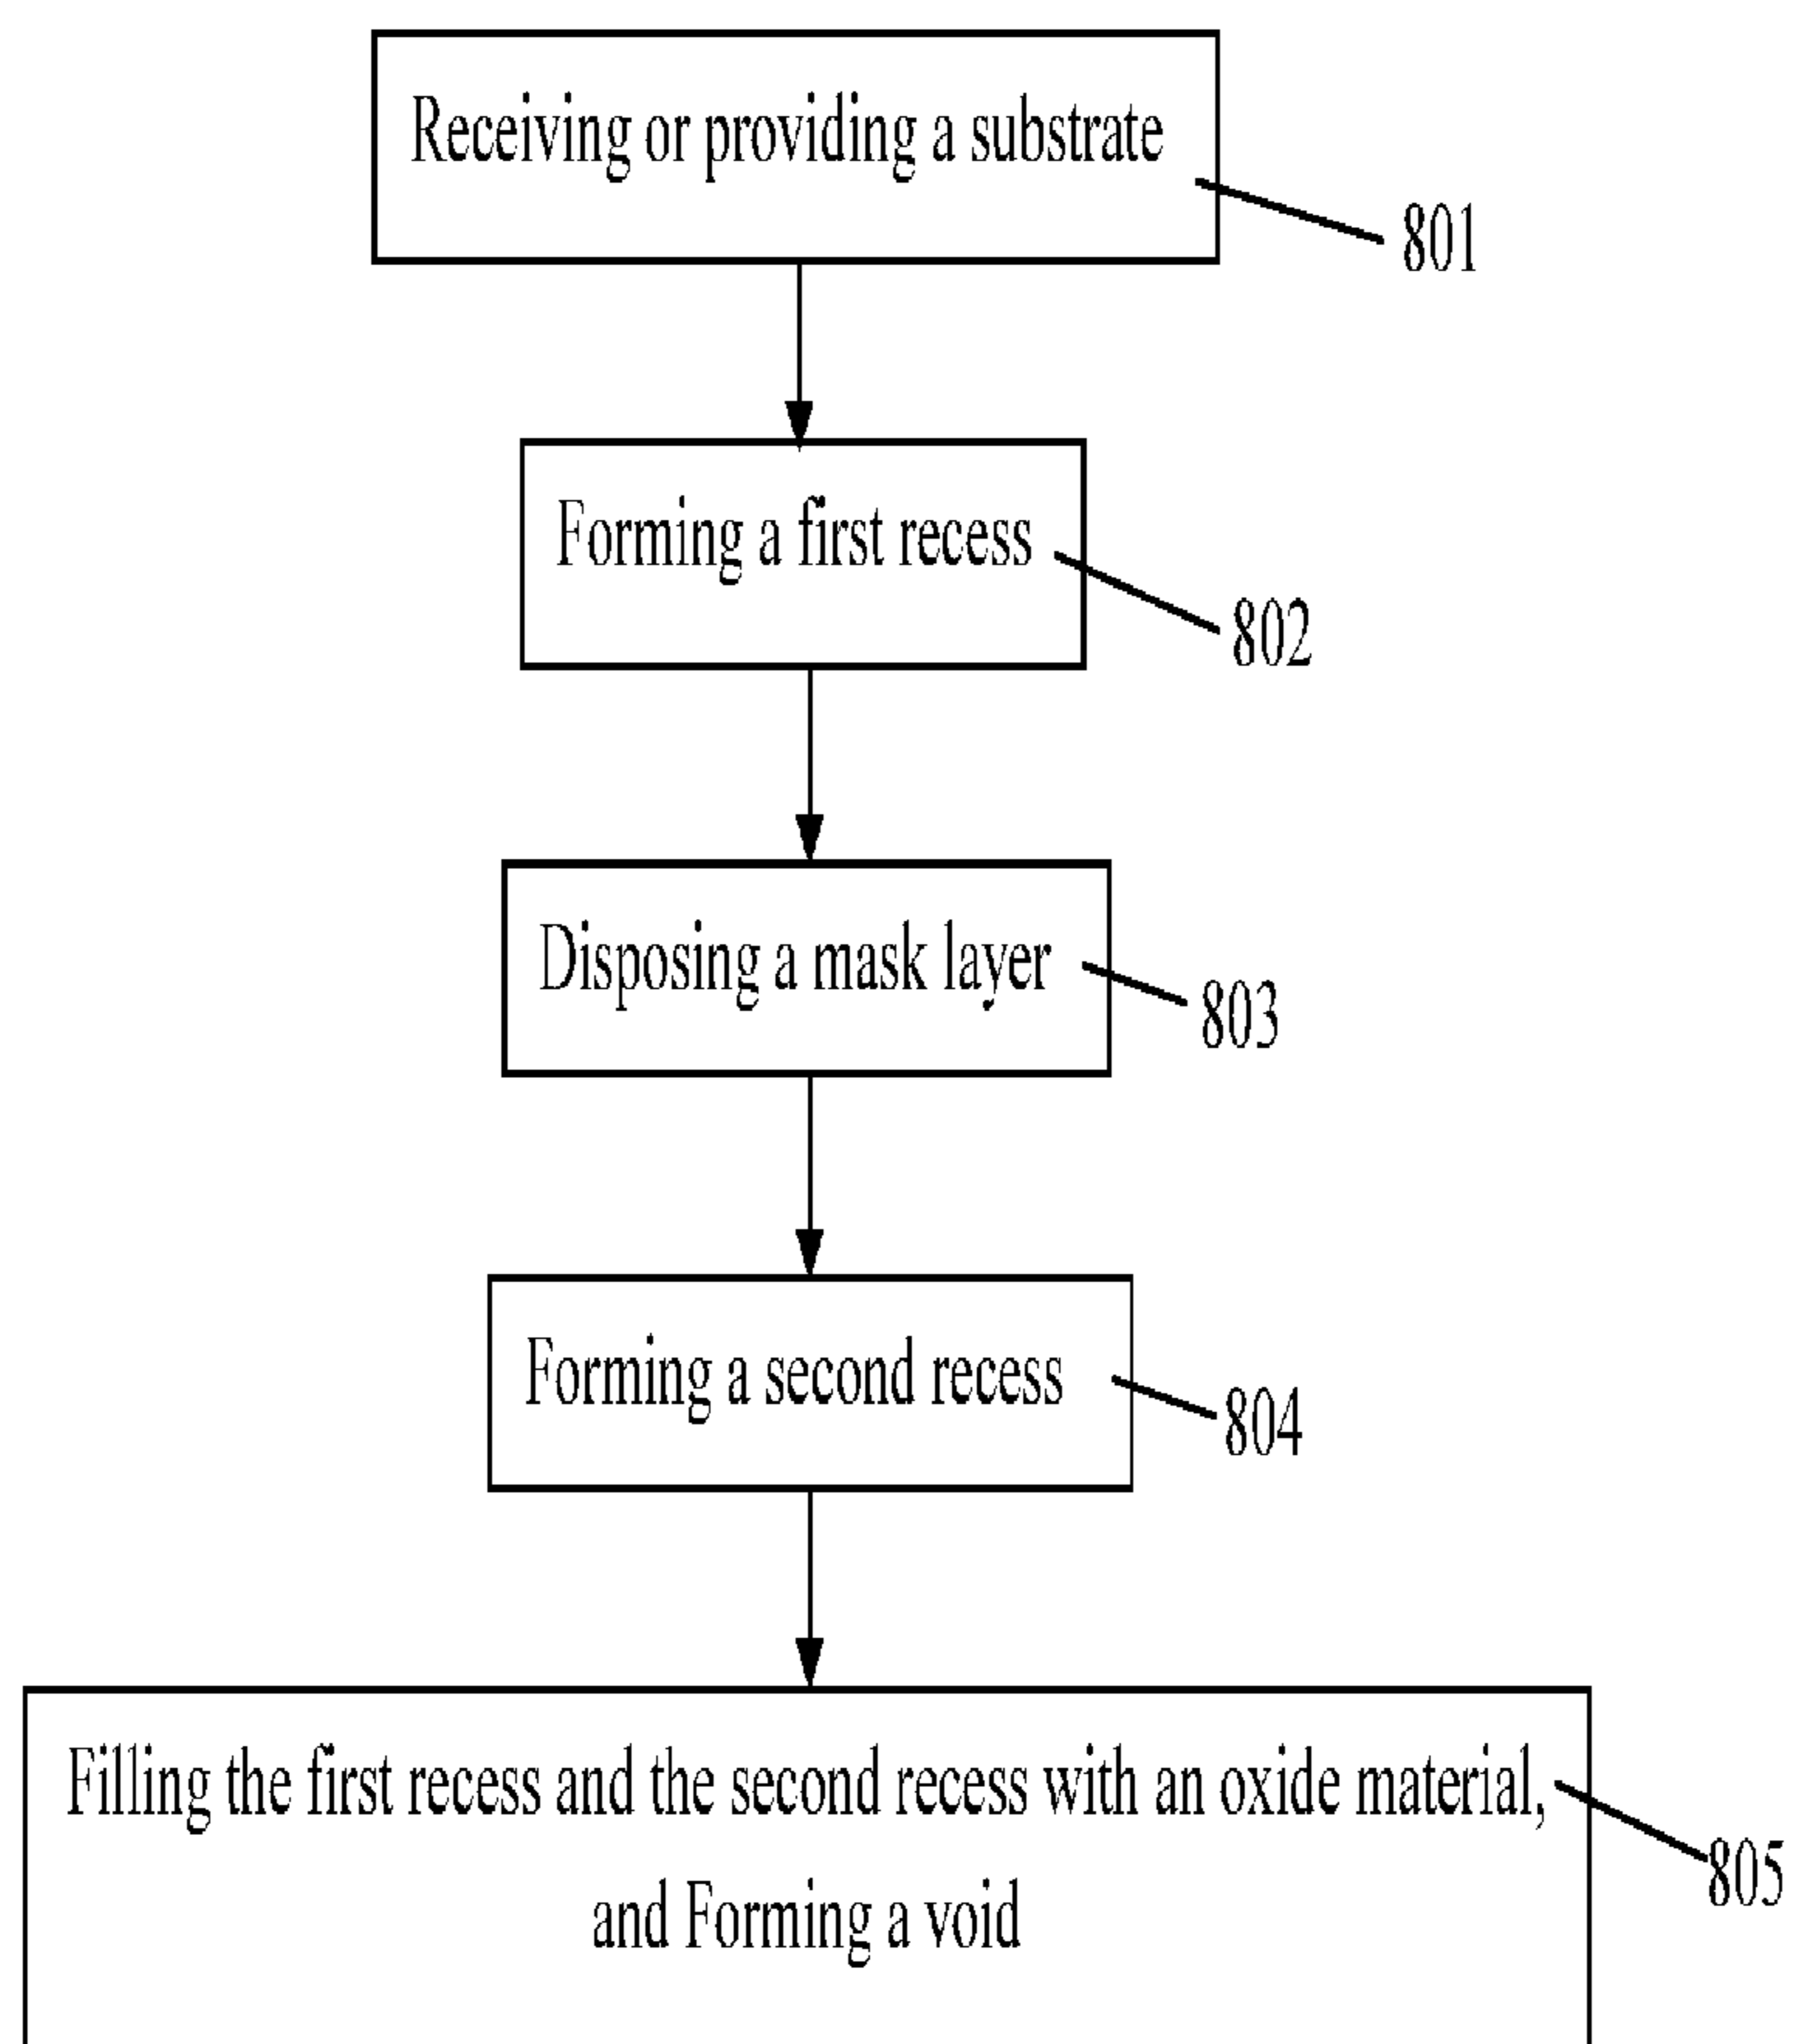 Receiving or providing a substrate
801
Forming a first recess
802
Disposing a mask layer
803
Forming a second recess
804
Filling the first recess and the second recess with an oxide material,
805
and Forming a void